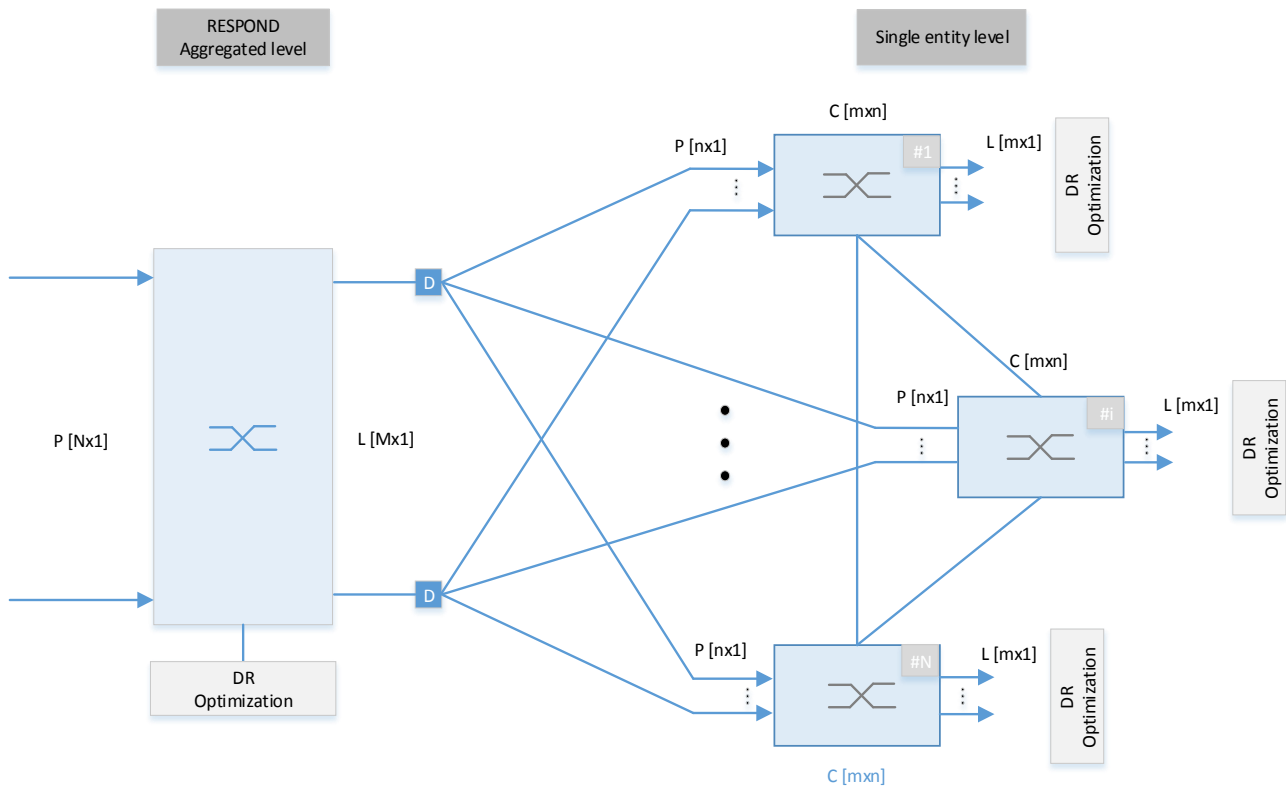 RESPOND
Aggregated level
Single entity level
C [mxn]
P [nx1]
#1
L [mx1]
DR
Optimization
D
C [mxn]
P [nx1]
#i
L [mx1]
DR
Optimization
P [Nx1]
L [Mx1]
D
P [nx1]
#N
L [mx1]
DR
Optimization
DR
Optimization
C [mxn]